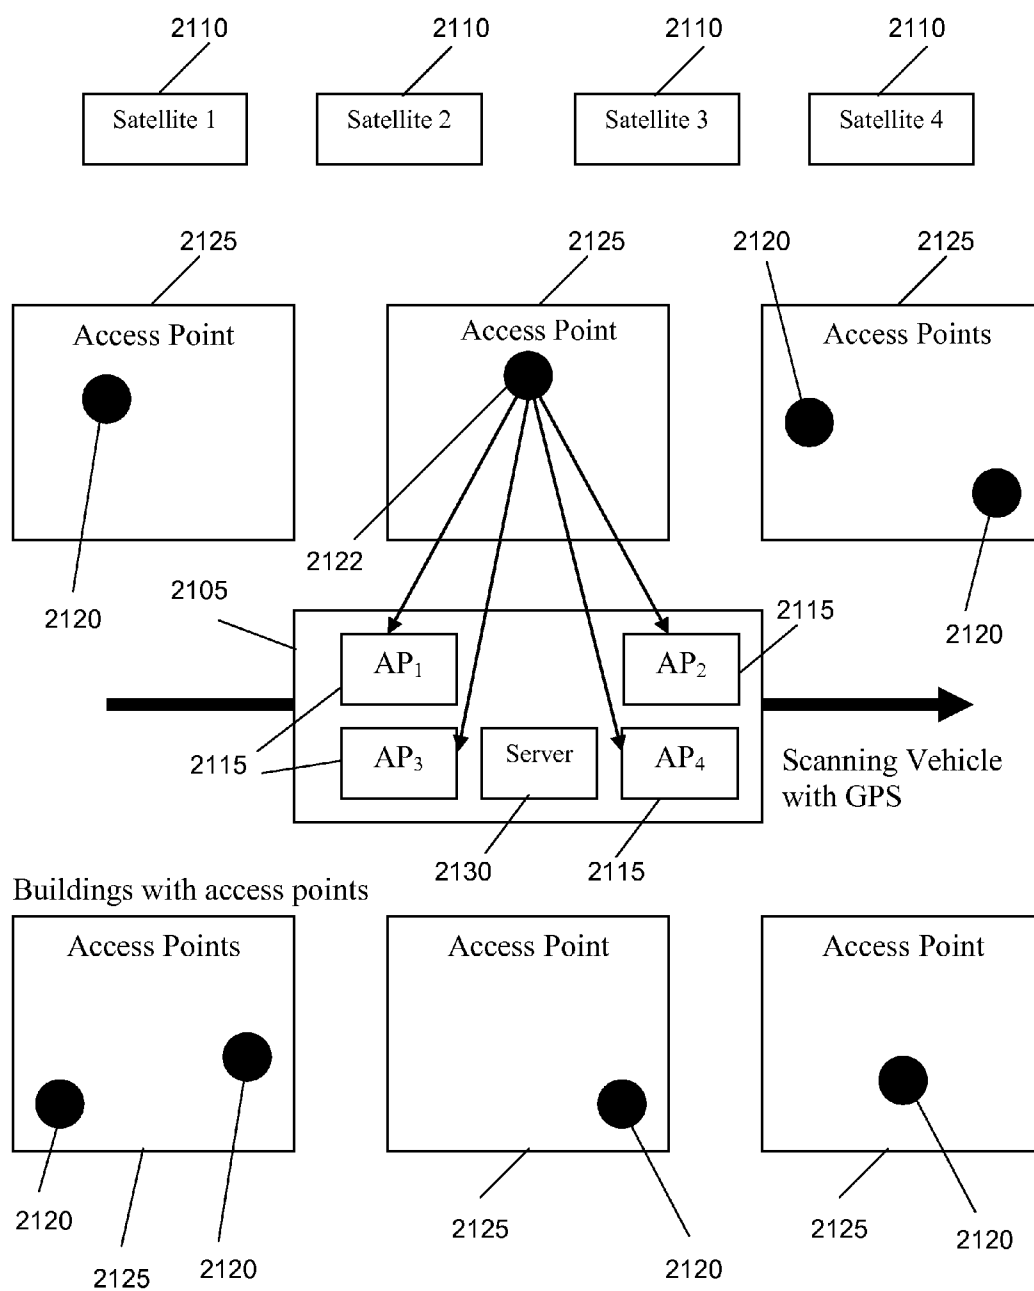 2110 2110 2110 2110
Satellite 1 Satellite 2 Satellite 3 Satellite 4
2125 2125 2120 2125
Access Point Access Point Access Points
2122
2120 2105 2115 2120
AP1 AP2
2115 AP3 Server AP4 Scanning Vehicle
with GPS
2130 2115
Buildings with access points
Access Points Access Point Access Point
2120 2125 2125 2120
2125 2120 2120